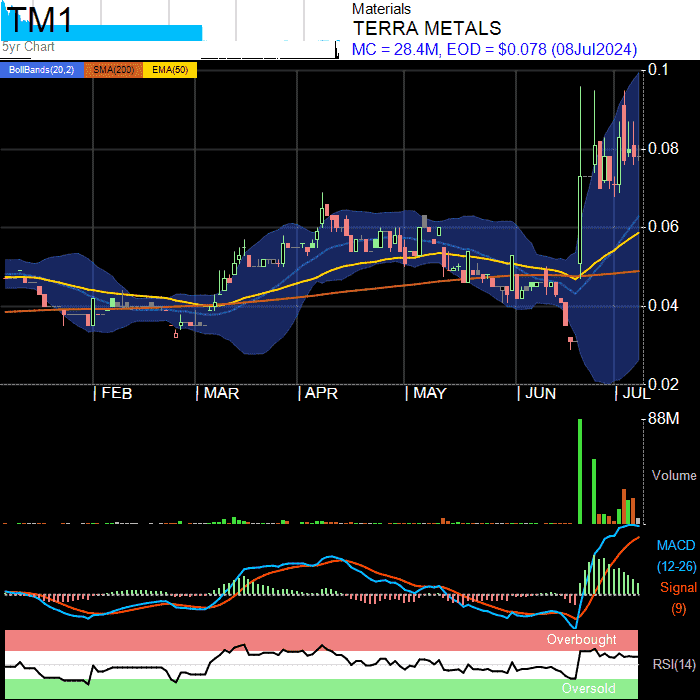 TM1
5yr Chart
Materials
TERRA METALS
MC = 28.4M, EOD = $0.078 (08Jul2024)
BollBands(20,2) SMA(200) EMA(50)
0.1
0.08
0.06
0.04
0.02
FEB MAR APR MAY JUN JUL
88M
Volume
MACD
(12-26)
Signal
(9)
Overbought
RSI(14)
Oversold